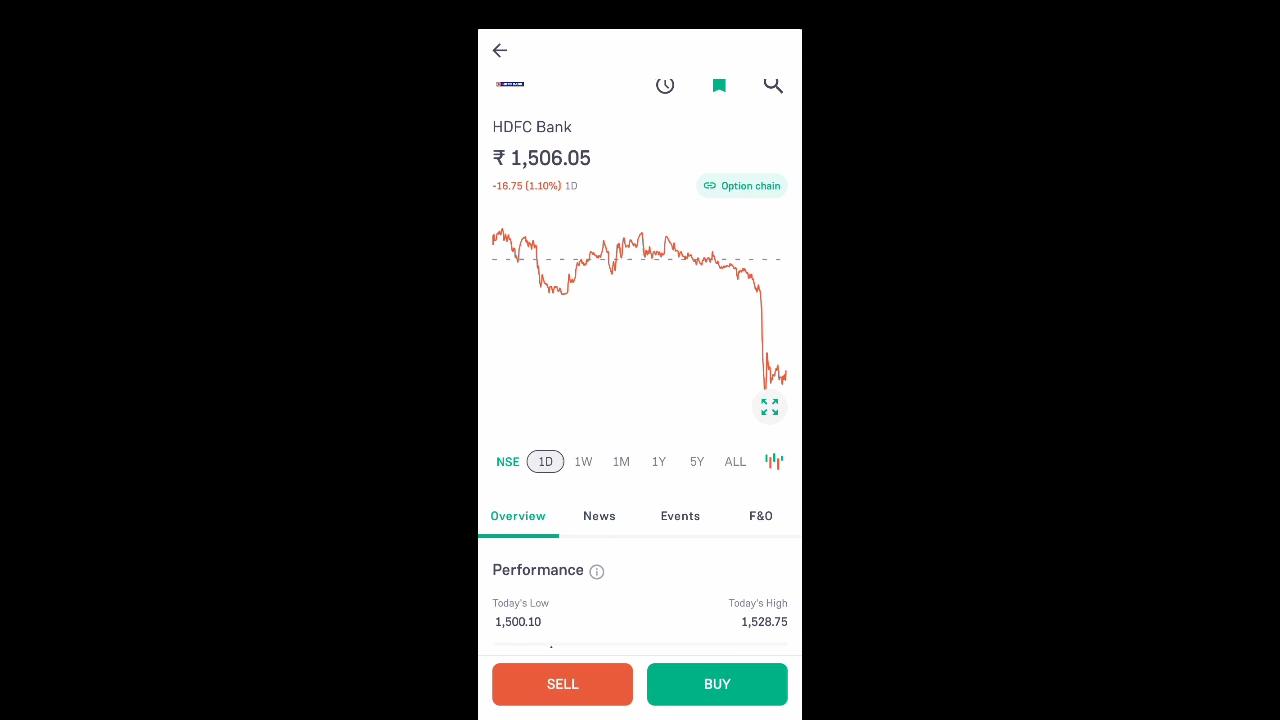 HDFC Bank
₹ 1,506.05
-16.75 (1.10%) 1D
Option chain
NSE 1D 1W 1M 1Y 5Y ALL
Overview News Events F&O
Performance
Today's Low Today's High
1,500.10 1,528.75
SELL BUY